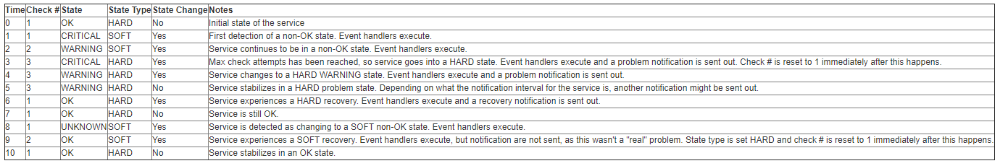 Time Check # State State Type State Change Notes
0 1 OK HARD No Initial state of the service
1 1 CRITICAL SOFT Yes First detection of a non-OK state. Event handlers execute.
2 2 WARNING SOFT Yes Service continues to be in a non-OK state. Event handlers execute.
3 3 CRITICAL HARD Yes Max check attempts has been reached, so service goes into a HARD state. Event handlers execute and a problem notification is sent out. Check # is reset to 1 immediately after this happens.
4 3 WARNING HARD Yes Service changes to a HARD WARNING state. Event handlers execute and a problem notification is sent out.
5 3 WARNING HARD No Service stabilizes in a HARD problem state. Depending on what the notification interval for the service is, another notification might be sent out.
6 1 OK HARD Yes Service experiences a HARD recovery. Event handlers execute and a recovery notification is sent out.
7 1 OK HARD No Service is still OK.
8 1 UNKNOWN SOFT Yes Service is detected as changing to a SOFT non-OK state. Event handlers execute.
9 2 OK SOFT Yes Service experiences a SOFT recovery. Event handlers execute, but notification are not sent, as this wasn't a "real" problem. State type is set HARD and check # is reset to 1 immediately after this happens.
10 1 OK HARD No Service stabilizes in an OK state.